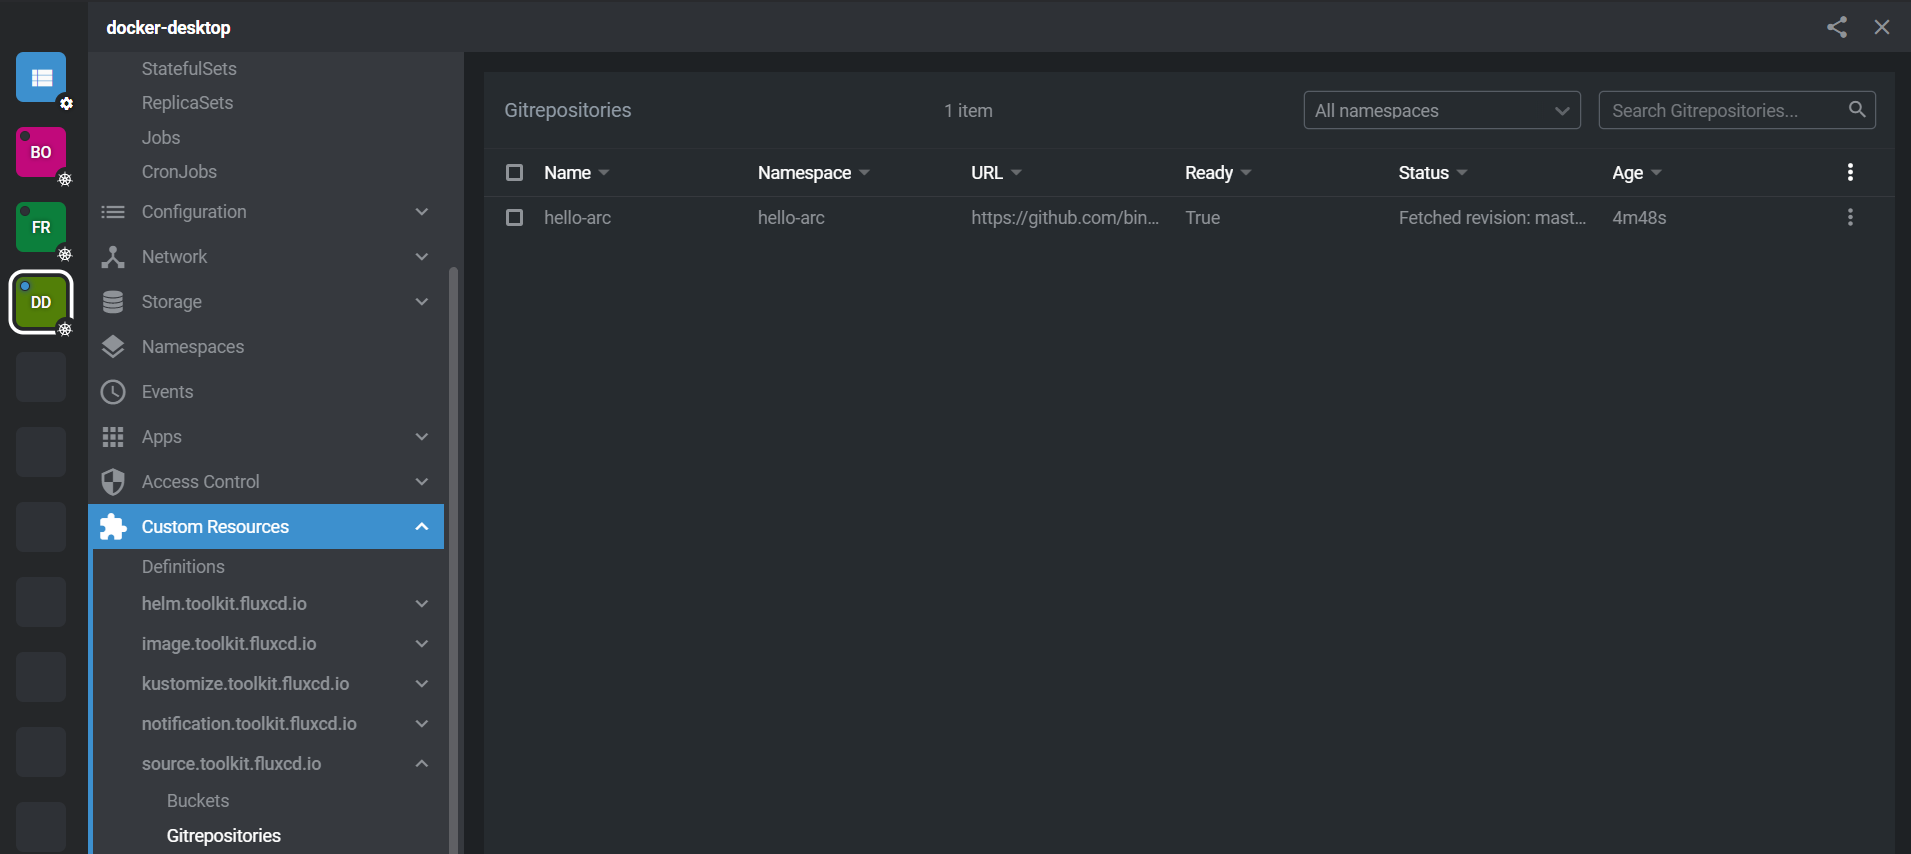 docker-desktop
BO
FR
DD
StatefulSets
ReplicaSets
Jobs
CronJobs
Configuration
Network
Storage
Namespaces
Events
Apps
Access Control
Custom Resources
Definitions
helm.toolkit.fluxcd.io
image.toolkit.fluxcd.io
kustomize.toolkit.fluxcd.io
notification.toolkit.fluxcd.io
source.toolkit.fluxcd.io
Buckets
Gitrepositories
Gitrepositories 1 item All namespaces Search Gitrepositories...
Name Namespace URL Ready Status Age
hello-arc hello-arc https://github.com/bin... True Fetched revision: mast... 4m48s